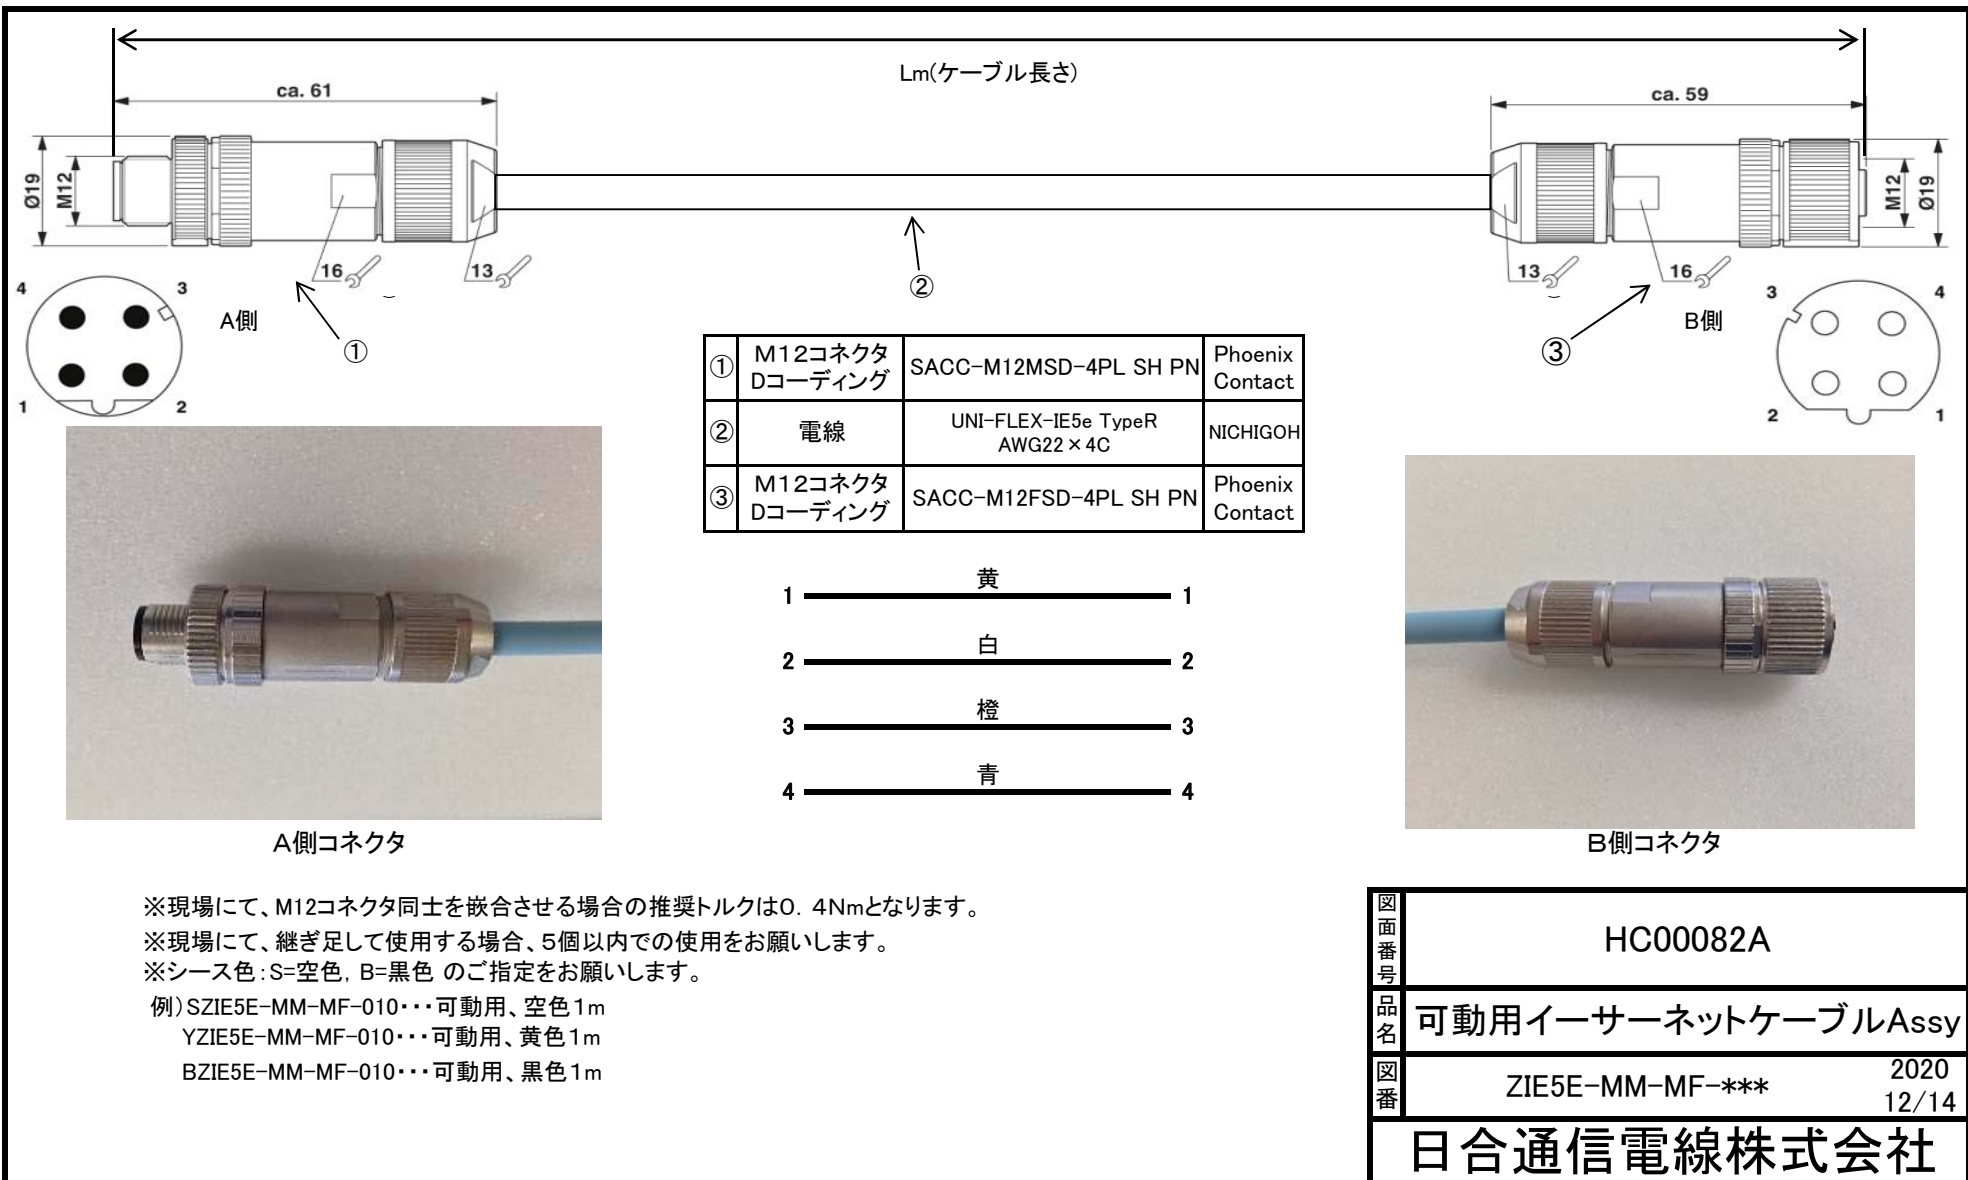 Lm(ケーブル長さ)
ca. 61
ca. 59
Ø19
M12
16
13
13
16
M12
Ø19
4
3
1
2
A側
①
②
③
B側
3
4
2
1
① M12コネクタ Dコーディング SACC-M12MSD-4PL SH PN Phoenix Contact
② 電線 UNI-FLEX-IE5e TypeR AWG22×4C NICHIGOH
③ M12コネクタ Dコーディング SACC-M12FSD-4PL SH PN Phoenix Contact
黄
1 1
白
2 2
橙
3 3
青
4 4
A側コネクタ
B側コネクタ
※現場にて、M12コネクタ同士を嵌合させる場合の推奨トルクは0．4Nmとなります。
※現場にて、継ぎ足して使用する場合、5個以内での使用をお願いします。
※シース色：S=空色, B=黒色 のご指定をお願いします。
例）SZIE5E-MM-MF-010・・・可動用、空色1m
YZIE5E-MM-MF-010・・・可動用、黄色1m
BZIE5E-MM-MF-010・・・可動用、黒色1m
図面番号 HC00082A
品名 可動用イーサーネットケーブルAssy
図番 ZIE5E-MM-MF-*** 2020 12/14
日合通信電線株式会社